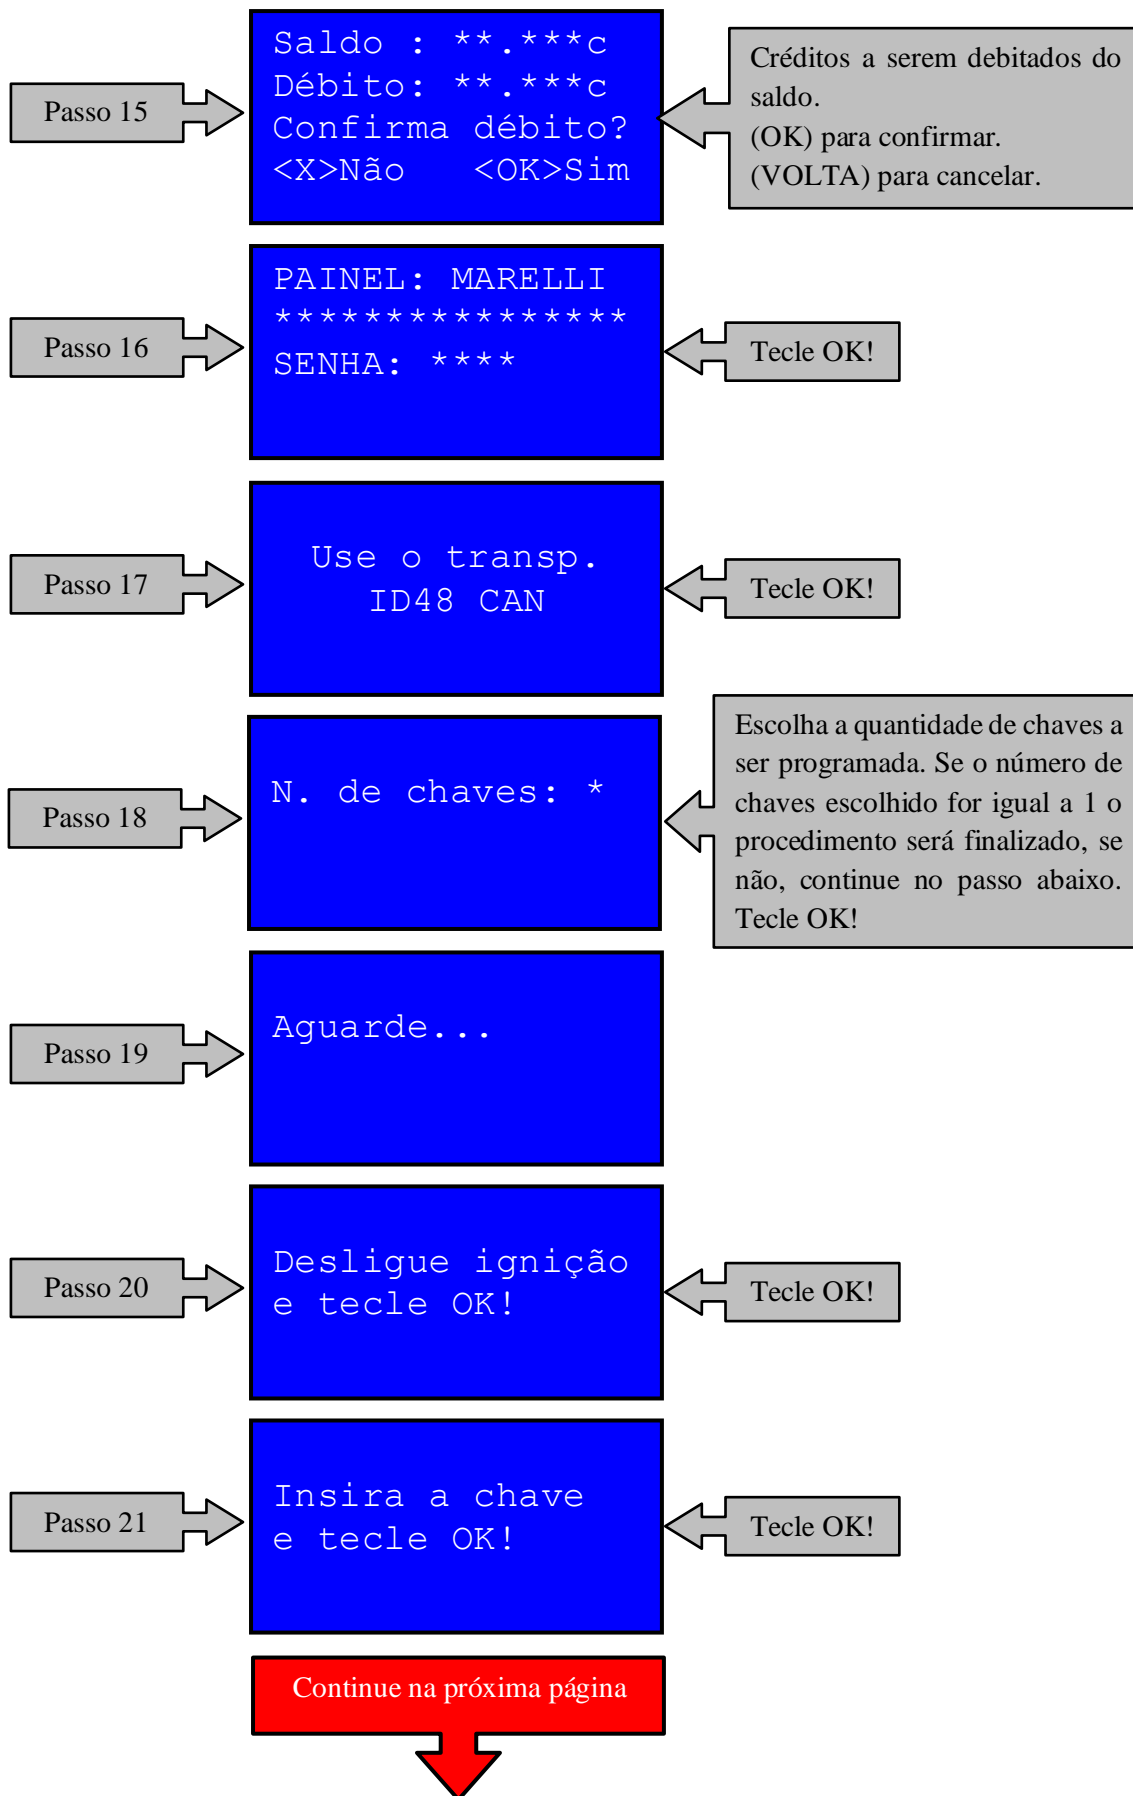 Passo 15
Saldo : **.***c
Débito: **.***c
Confirma débito?
<X>Não <OK>Sim
Créditos a serem debitados do
saldo.
(OK) para confirmar.
(VOLTA) para cancelar.
Passo 16
PAINEL: MARELLI
****************
SENHA: ****
Tecle OK!
Passo 17
Use o transp.
ID48 CAN
Tecle OK!
Passo 18
N. de chaves: *
Escolha a quantidade de chaves a
ser programada. Se o número de
chaves escolhido for igual a 1 o
procedimento será finalizado, se
não, continue no passo abaixo.
Tecle OK!
Passo 19
Aguarde...
Passo 20
Desligue ignição
e tecle OK!
Tecle OK!
Passo 21
Insira a chave
e tecle OK!
Tecle OK!
Continue na próxima página